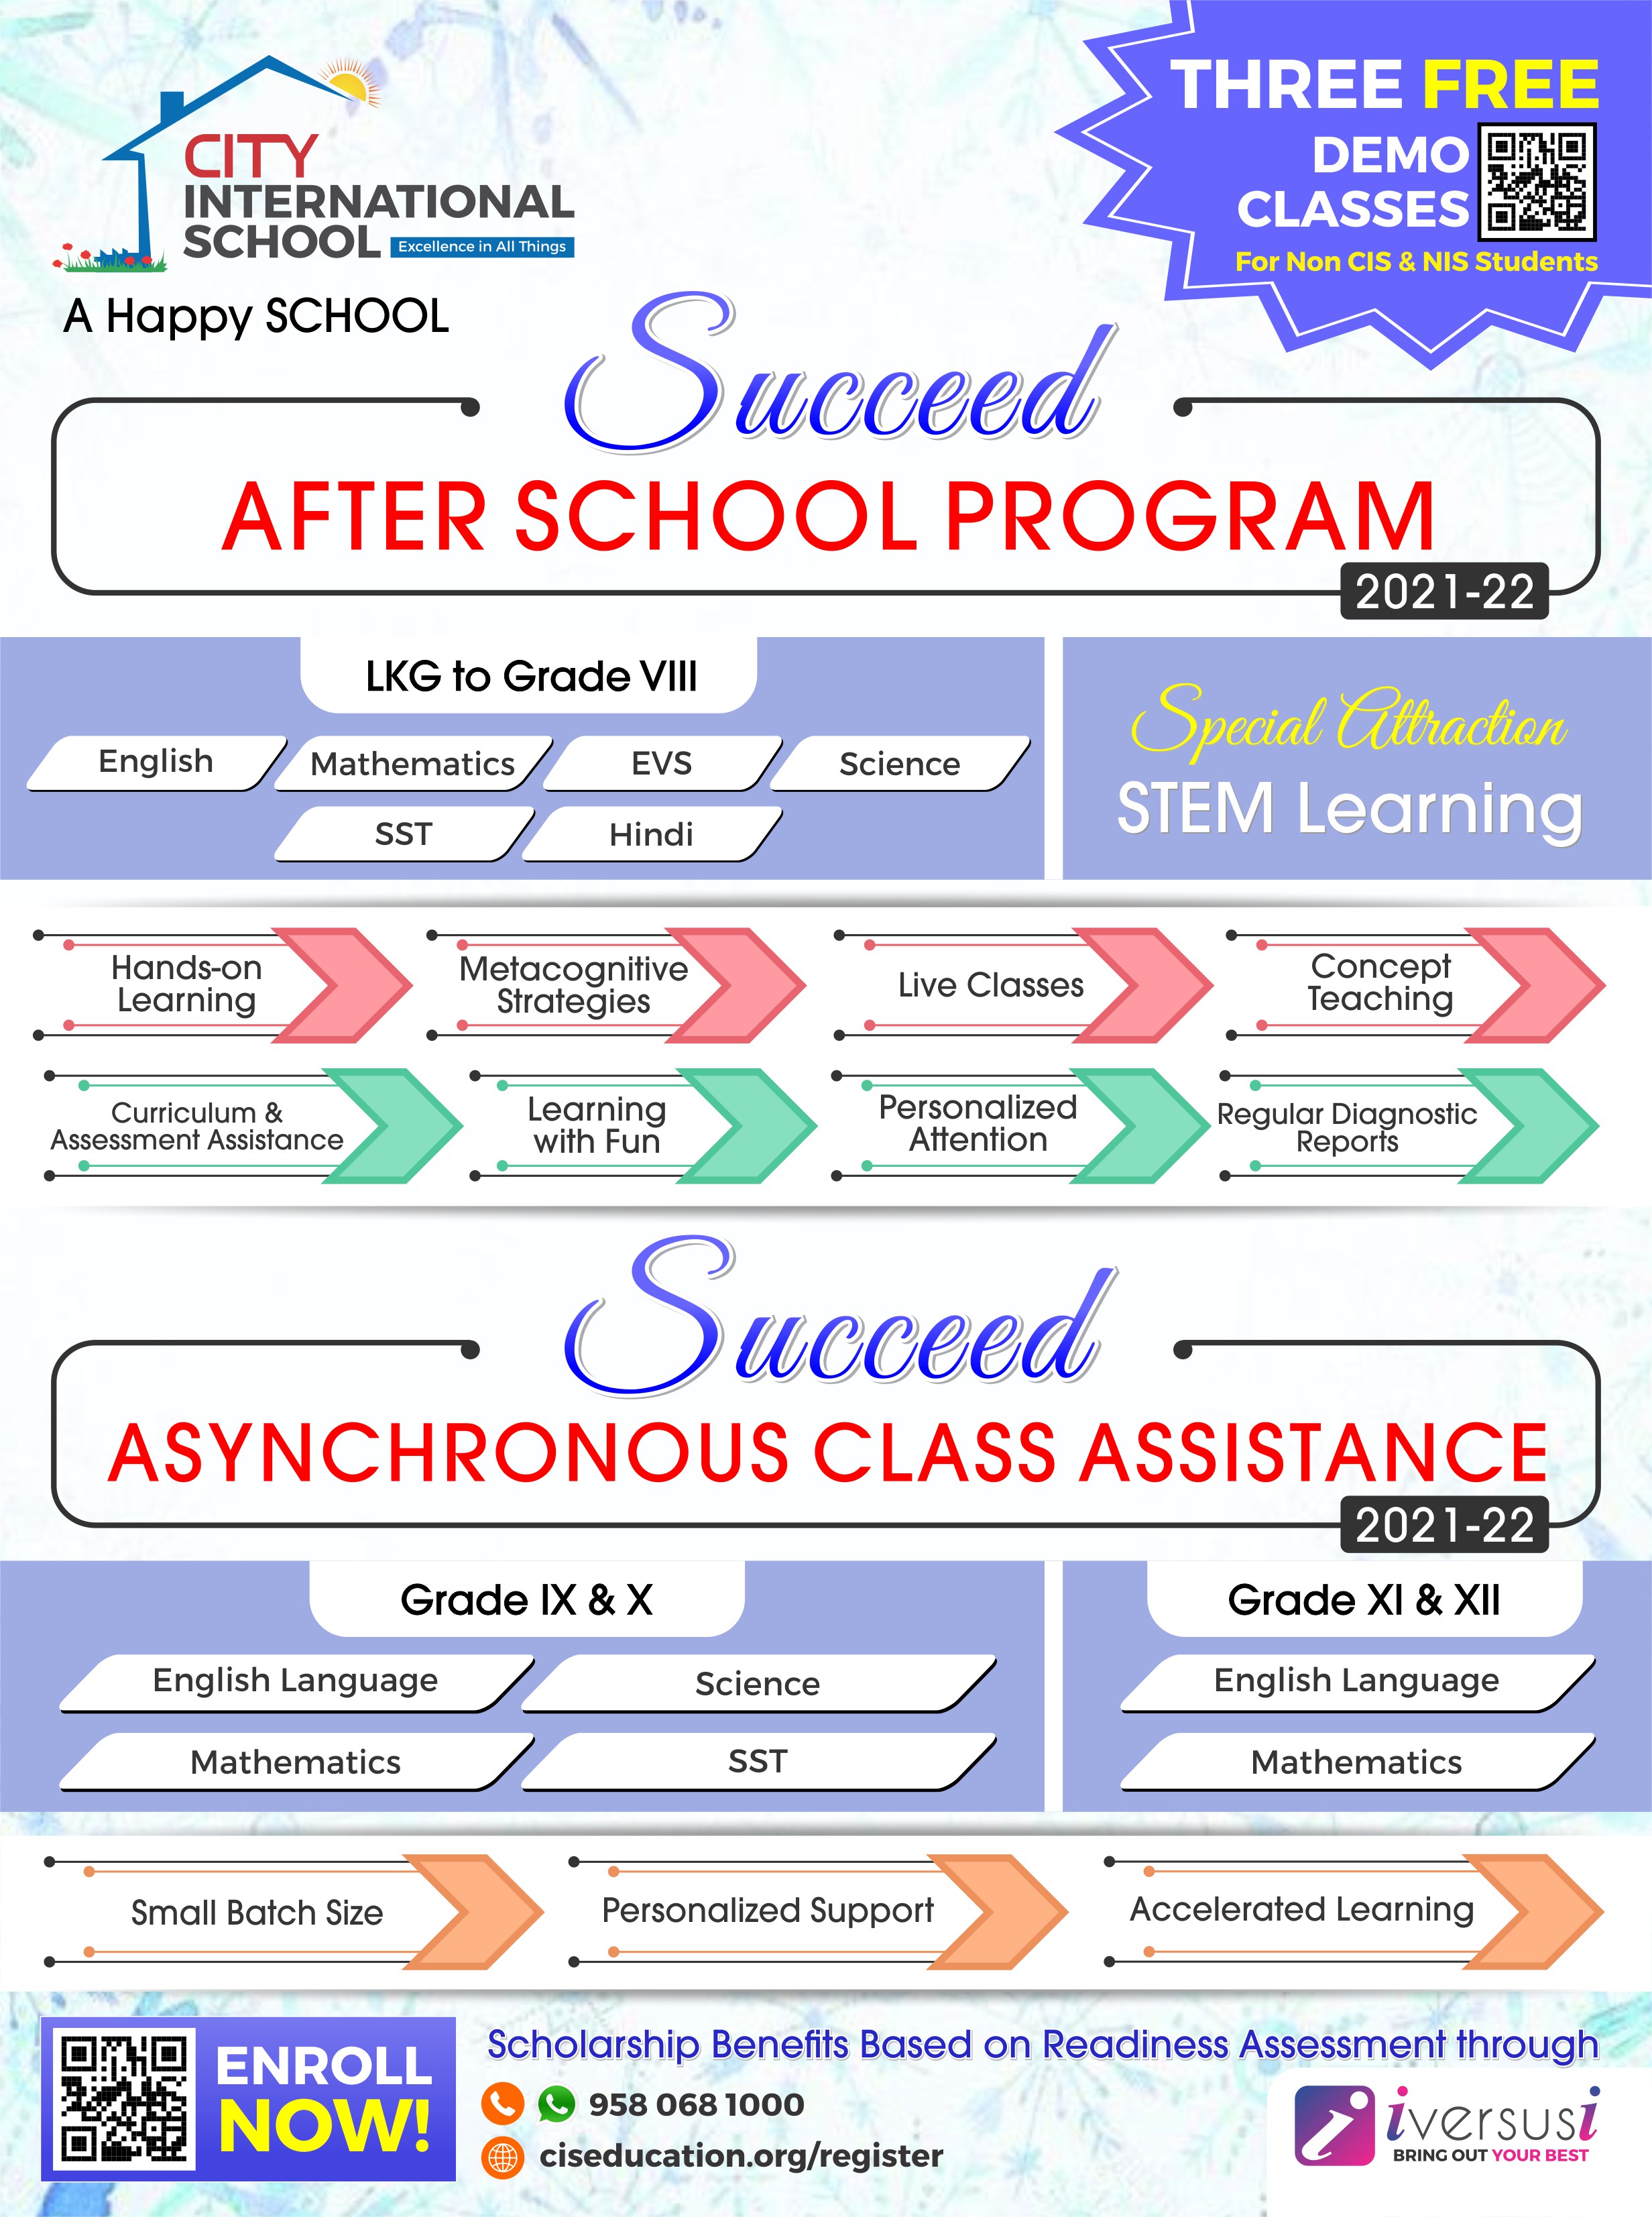 CITY
INTERNATIONAL
SCHOOL Excellence in All Things
A Happy SCHOOL
THREE FREE
DEMO
CLASSES
For Non CIS & NIS Students
Succeed
AFTER SCHOOL PROGRAM
2021-22
LKG to Grade VIII
English Mathematics EVS Science
SST Hindi
Special Attraction
STEM Learning
Hands-on
Learning
Metacognitive
Strategies
Live Classes
Concept
Teaching
Curriculum &
Assessment Assistance
Learning
with Fun
Personalized
Attention
Regular Diagnostic
Reports
Succeed
ASYNCHRONOUS CLASS ASSISTANCE
2021-22
Grade IX & X
English Language Science
Mathematics SST
Grade XI & XII
English Language
Mathematics
Small Batch Size
Personalized Support
Accelerated Learning
ENROLL
NOW!
Scholarship Benefits Based on Readiness Assessment through
958 068 1000
ciseducation.org/register
i iversusi
BRING OUT YOUR BEST